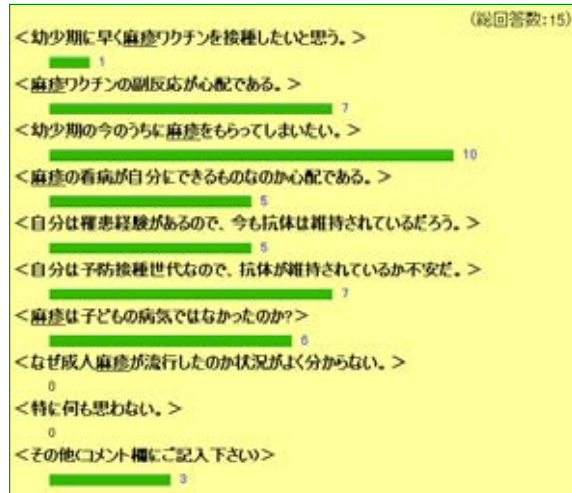 (総回答数:15)
＜幼少期に早く麻疹ワクチンを接種したいと思う。＞
1
＜麻疹ワクチンの副反応が心配である。＞
7
＜幼少期の今のうちに麻疹をもらってしまいたい。＞
10
＜麻疹の看病が自分にできるものなのか心配である。＞
5
＜自分は罹患経験があるので、今も抗体は維持されているだろう。＞
5
＜自分は予防接種世代なので、抗体が維持されているか不安だ。＞
7
＜麻疹は子どもの病気ではなかったのか?＞
6
＜なぜ成人麻疹が流行したのか状況がよく分からない。＞
0
＜特に何も思わない。＞
0
＜その他(コメント欄にご記入下さい)＞
3